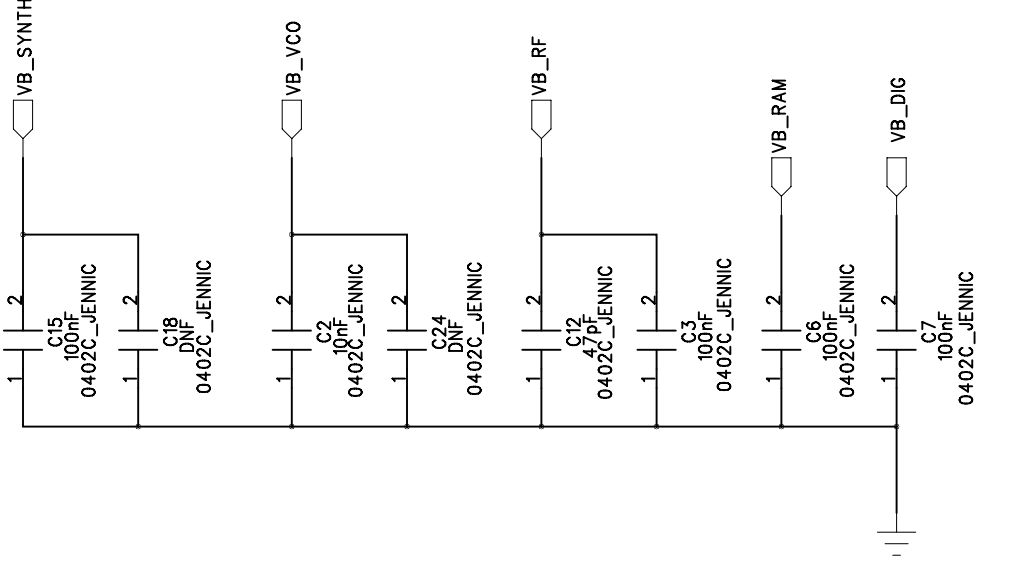 VB_SYNTH
VB_VCO
VB_RF
VB_RAM
VB_DIG
2
1
C15
100nF
0402C_JENNIC
2
1
C18
DNF
0402C_JENNIC
2
1
C2
10nF
0402C_JENNIC
2
1
C24
DNF
0402C_JENNIC
2
1
C12
47pF
0402C_JENNIC
2
1
C3
100nF
0402C_JENNIC
2
1
C6
100nF
0402C_JENNIC
2
1
C7
100nF
0402C_JENNIC